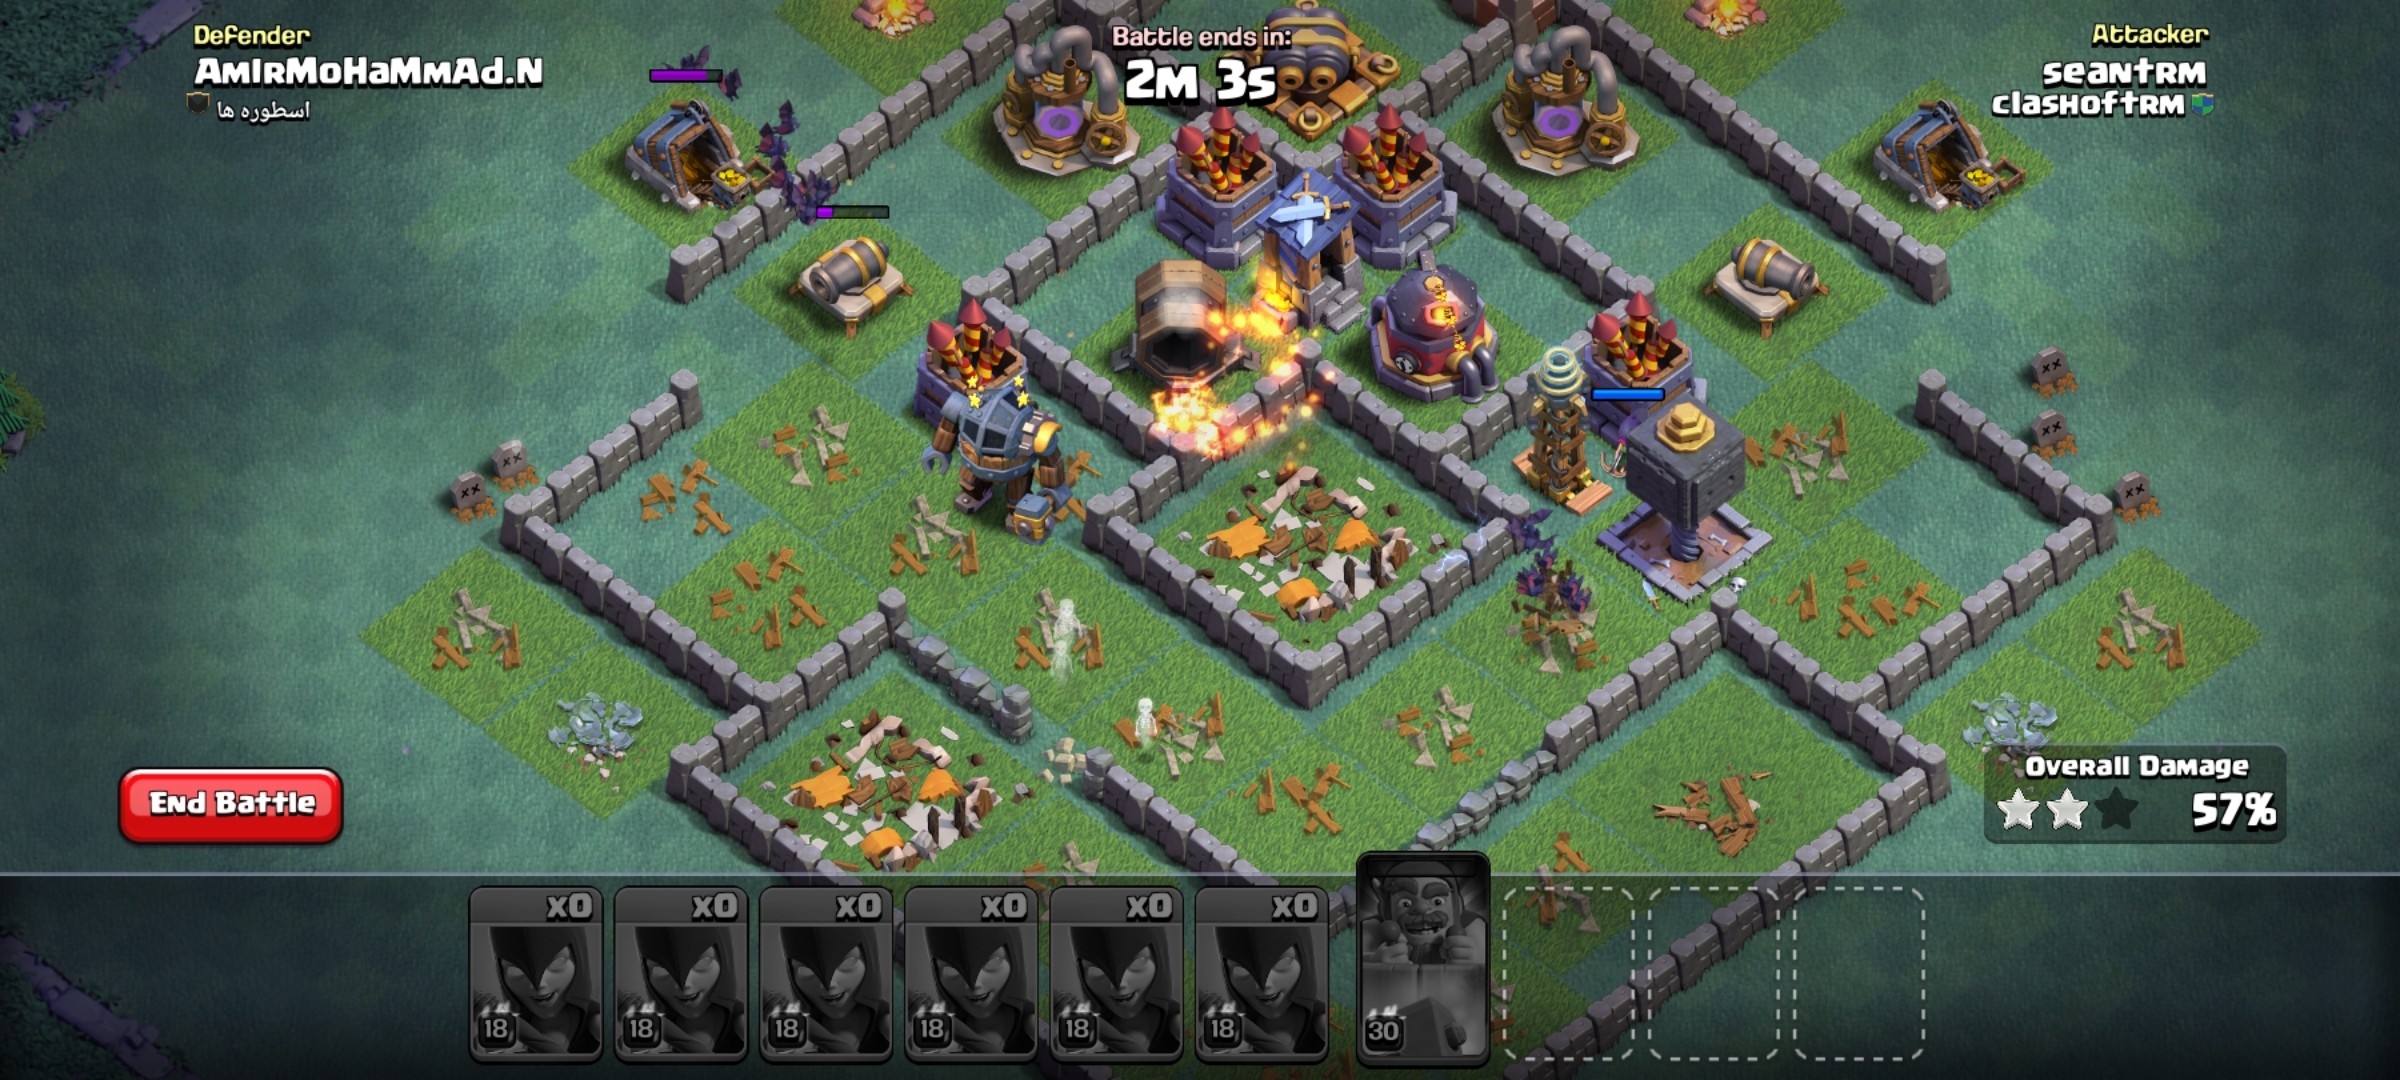 Defender
AmIRMoHaMmAd.N
اسطوره ها
Battle ends in:
2M 3s
Attacker
seantRM
clashoftRM
End Battle
Overall Damage
57%
x0 x0 x0 x0 x0 x0
18 18 18 18 18 18 30